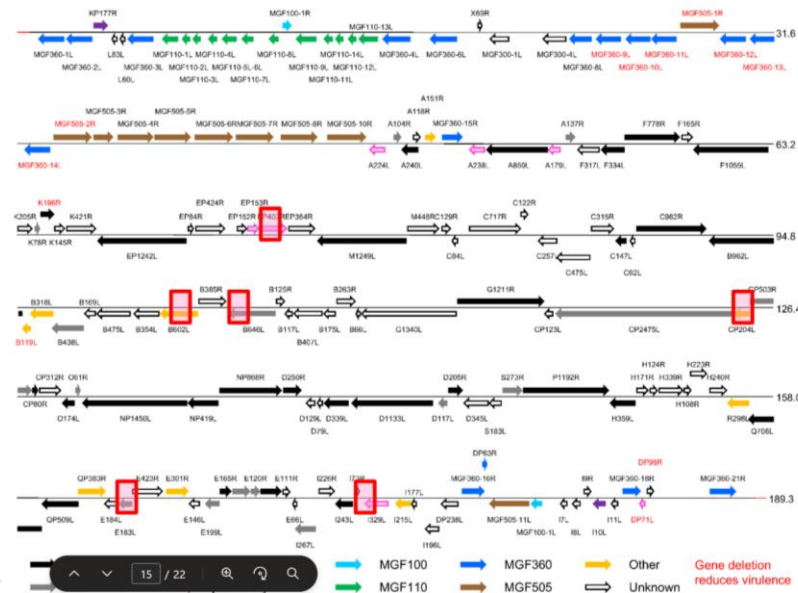 KP177R MGF100-1R MGF110-13L X69R MGF505-1R
31.6
MGF360-1L L83L MGF110-1L MGF110-4L MGF110-8L MGF110-14L MGF360-4L MGF360-6L MGF300-1L MGF300-4L MGF360-9L MGF360-11L MGF360-12L
MGF360-2L MGF360-3L MGF110-2L MGF110-5L-6L MGF110-9L MGF110-12L MGF360-8L MGF360-10L MGF360-13L
L60L MGF110-3L MGF110-7L MGF110-11L
A151R
MGF505-3R MGF505-5R A118R
MGF505-2R MGF505-4R MGF505-6R MGF505-7R MGF505-8R MGF505-10R A104R MGF360-15R A137R F778R F165R
63.2
MGF360-14L A224L A240L A238L A859L A179L F317L F334L F1055L
K196R EP424R EP153R C122R
K205R K421R EP84R EP152R EP402R EP364R M448R C129R C717R C315R C962R
94.8
K78R K145R EP1242L M1249L C84L C257L C147L B962L
C475L C62L
B318L B169L B385R B125R B263R G1211R CP503R
126.4
B119L B438L B475L B354L B602L B646L B117L B407L B175L B66L G1340L CP123L CP2475L CP204L
H124R H223R
CP312R O61R NP868R D250R D205R S273R P1192R H171R H339R H240R
158.0
CP80R O174L NP1450L NP419L D129L D79L D339L D1133L D117L D345L S183L H359L H108R R298L Q706L
DP63R DP96R
QP383R E423R E301R E165R E120R E111R I226R I73R I177L MGF360-16R I9R MGF360-18R MGF360-21R
189.3
QP509L E184L E183L E146L E199L E66L I267L I243L I329L I215L I196L DP238L MGF505-11L MGF100-1L I7L I8L I10L I11L DP71L
15 / 22
MGF100 MGF360 Other Gene deletion
MGF110 MGF505 Unknown reduces virulence